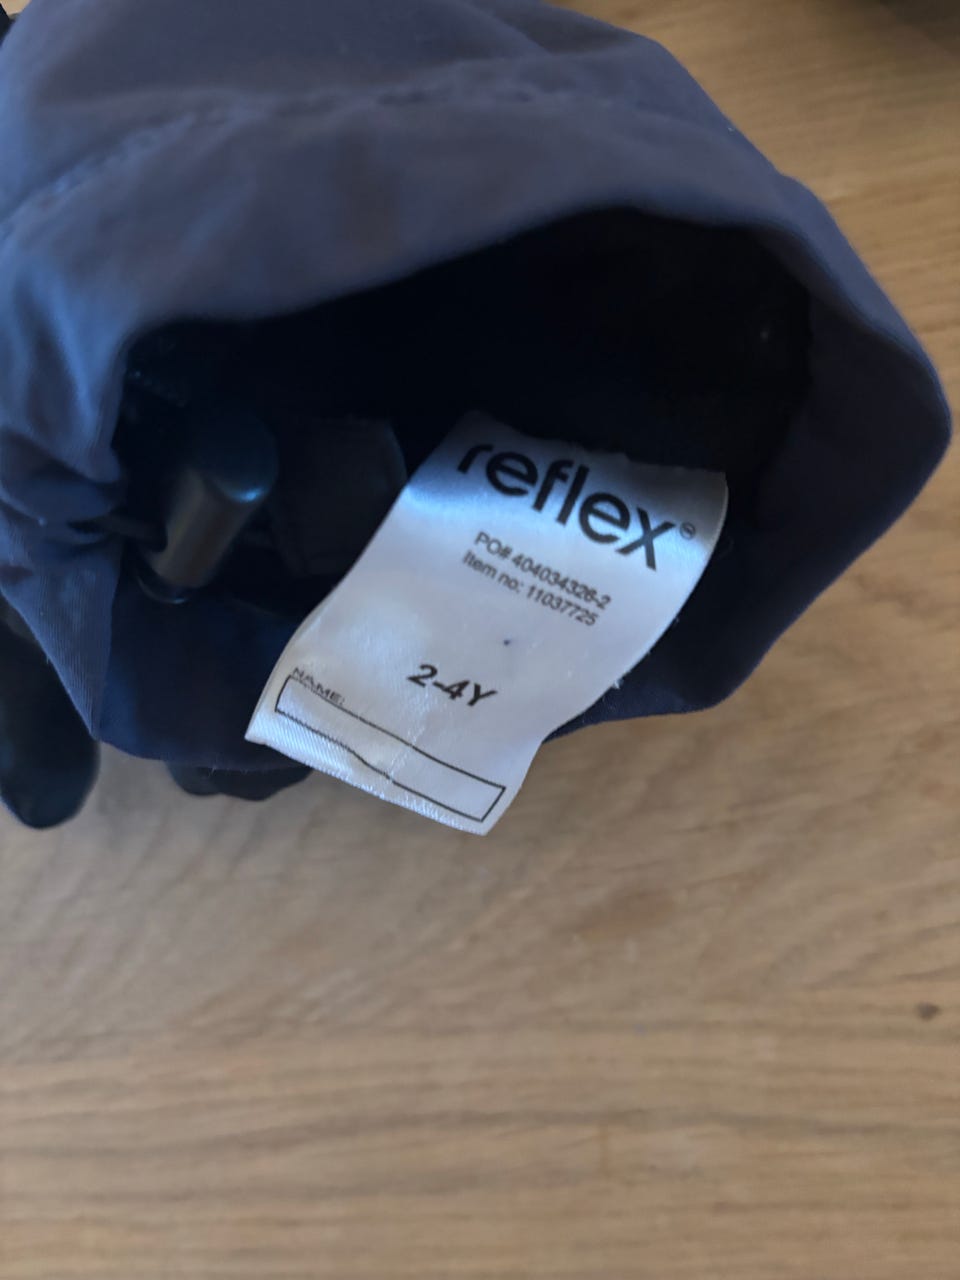 reflex
PO# 404034326-2
Item no: 11037725
2-4Y
NAME: